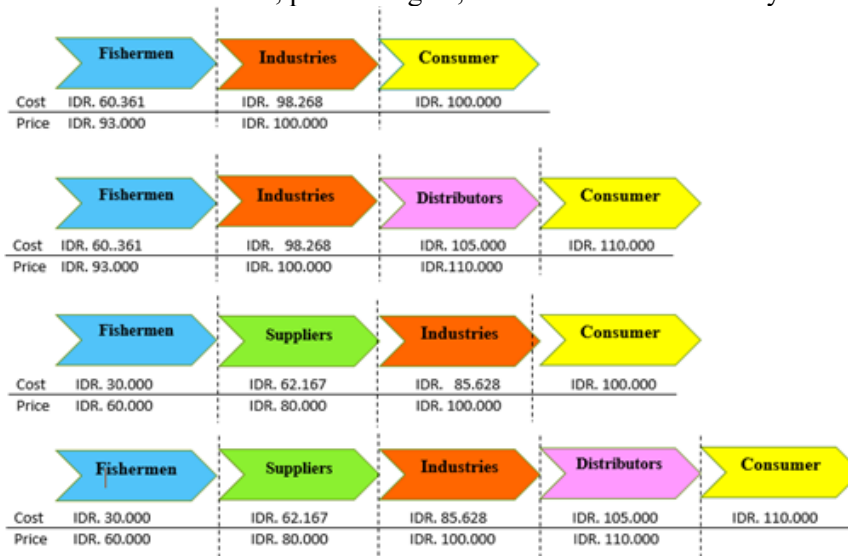 Fishermen Industries Consumer
Cost IDR. 60.361 IDR. 98.268 IDR. 100.000
Price IDR. 93.000 IDR. 100.000
Fishermen Industries Distributors Consumer
Cost IDR. 60..361 IDR. 98.268 IDR. 105.000 IDR. 110.000
Price IDR. 93.000 IDR. 100.000 IDR.110.000
Fishermen Suppliers Industries Consumer
Cost IDR. 30.000 IDR. 62.167 IDR. 85.628 IDR. 100.000
Price IDR. 60.000 IDR. 80.000 IDR. 100.000
Fishermen Suppliers Industries Distributors Consumer
Cost IDR. 30.000 IDR. 62.167 IDR. 85.628 IDR. 105.000 IDR. 110.000
Price IDR. 60.000 IDR. 80.000 IDR. 100.000 IDR. 110.000